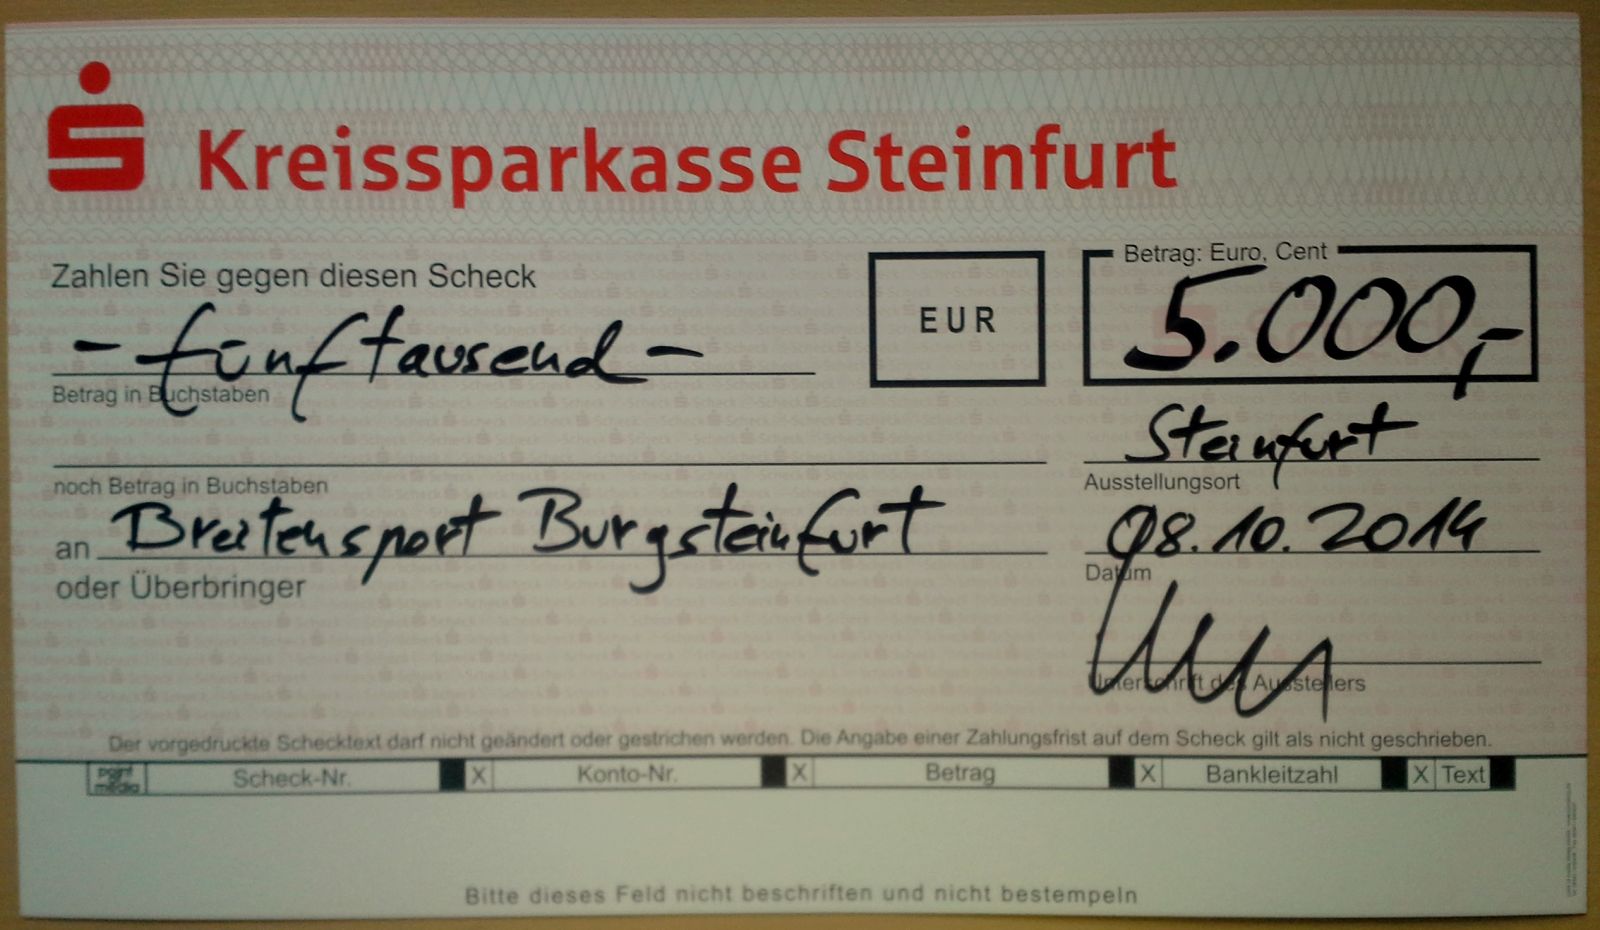 Kreissparkasse Steinfurt
Zahlen Sie gegen diesen Scheck
- fünftausend -
Betrag in Buchstaben
EUR
Betrag: Euro, Cent
5.000,-
noch Betrag in Buchstaben
Steinfurt
Ausstellungsort
an Breitensport Burgsteinfurt
oder Überbringer
08.10.2014
Datum
Unterschrift des Ausstellers
Der vorgedruckte Schecktext darf nicht geändert oder gestrichen werden. Die Angabe einer Zahlungsfrist auf dem Scheck gilt als nicht geschrieben.
point media Scheck-Nr. X Konto-Nr. X Betrag X Bankleitzahl X Text
Bitte dieses Feld nicht beschriften und nicht bestempeln